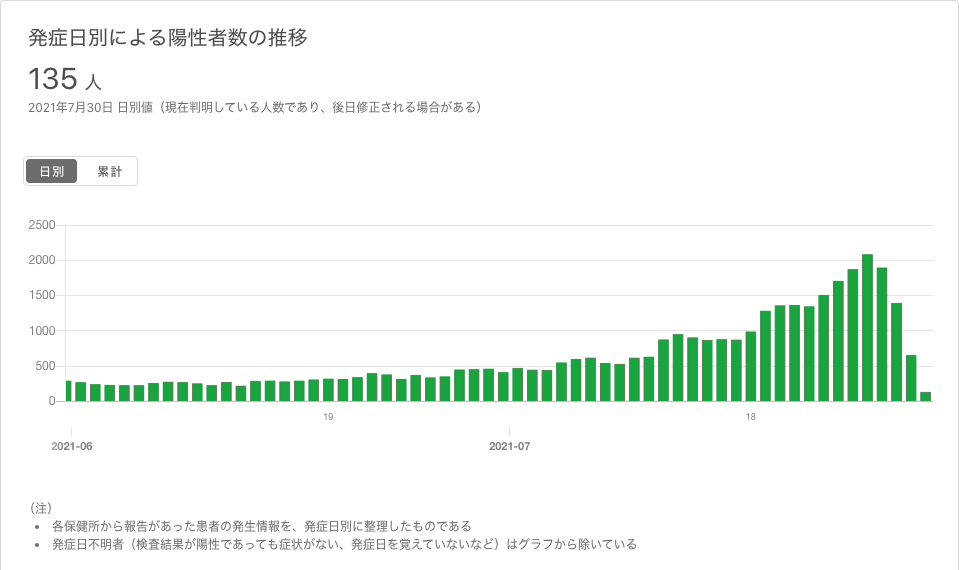 発症日別による陽性者数の推移
135 人
2021年7月30日 日別値（現在判明している人数であり、後日修正される場合がある）
日別 累計
2500
2000
1500
1000
500
0
19 18
2021-06 2021-07
（注）
• 各保健所から報告があった患者の発生情報を、発症日別に整理したものである
• 発症日不明者（検査結果が陽性であっても症状がない、発症日を覚えていないなど）はグラフから除いている